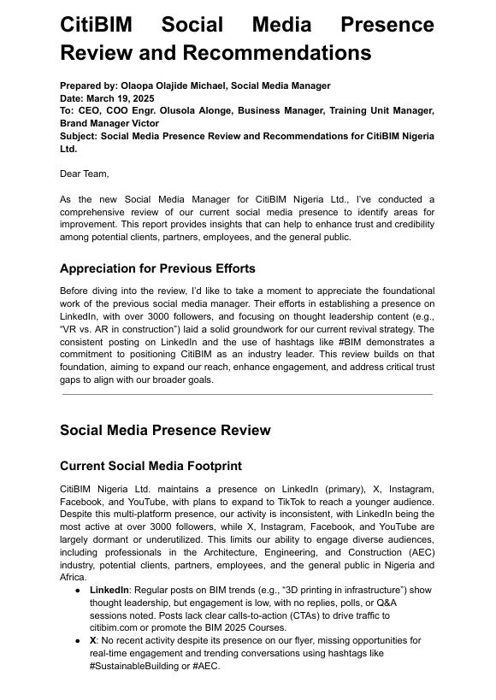 CitiBIM Social Media Presence
Review and Recommendations
Prepared by: Olaopa Olajide Michael, Social Media Manager
Date: March 19, 2025
To: CEO, COO Engr. Olusola Alonge, Business Manager, Training Unit Manager,
Brand Manager Victor
Subject: Social Media Presence Review and Recommendations for CitiBIM Nigeria
Ltd.
Dear Team,
As the new Social Media Manager for CitiBIM Nigeria Ltd., I've conducted a
comprehensive review of our current social media presence to identify areas for
improvement. This report provides insights that can help to enhance trust and credibility
among potential clients, partners, employees, and the general public.
Appreciation for Previous Efforts
Before diving into the review, I'd like to take a moment to appreciate the foundational
work of the previous social media manager. Their efforts in establishing a presence on
LinkedIn, with over 3000 followers, and focusing on thought leadership content (e.g.,
"VR vs. AR in construction") laid a solid groundwork for our current revival strategy. The
consistent posting on LinkedIn and the use of hashtags like #BIM demonstrates a
commitment to positioning CitiBIM as an industry leader. This review builds on that
foundation, aiming to expand our reach, enhance engagement, and address critical trust
gaps to align with our broader goals.
Social Media Presence Review
Current Social Media Footprint
CitiBIM Nigeria Ltd. maintains a presence on LinkedIn (primary), X, Instagram,
Facebook, and YouTube, with plans to expand to TikTok to reach a younger audience.
Despite this multi-platform presence, our activity is inconsistent, with LinkedIn being the
most active at over 3000 followers, while X, Instagram, Facebook, and YouTube are
largely dormant or underutilized. This limits our ability to engage diverse audiences,
including professionals in the Architecture, Engineering, and Construction (AEC)
industry, potential clients, partners, employees, and the general public in Nigeria and
Africa.
● LinkedIn: Regular posts on BIM trends (e.g., "3D printing in infrastructure") show
thought leadership, but engagement is low, with no replies, polls, or Q&A
sessions noted. Posts lack clear calls-to-action (CTAs) to drive traffic to
citibim.com or promote the BIM 2025 Courses.
● X: No recent activity despite its presence on our flyer, missing opportunities for
real-time engagement and trending conversations using hashtags like
#SustainableBuilding or #AEC.